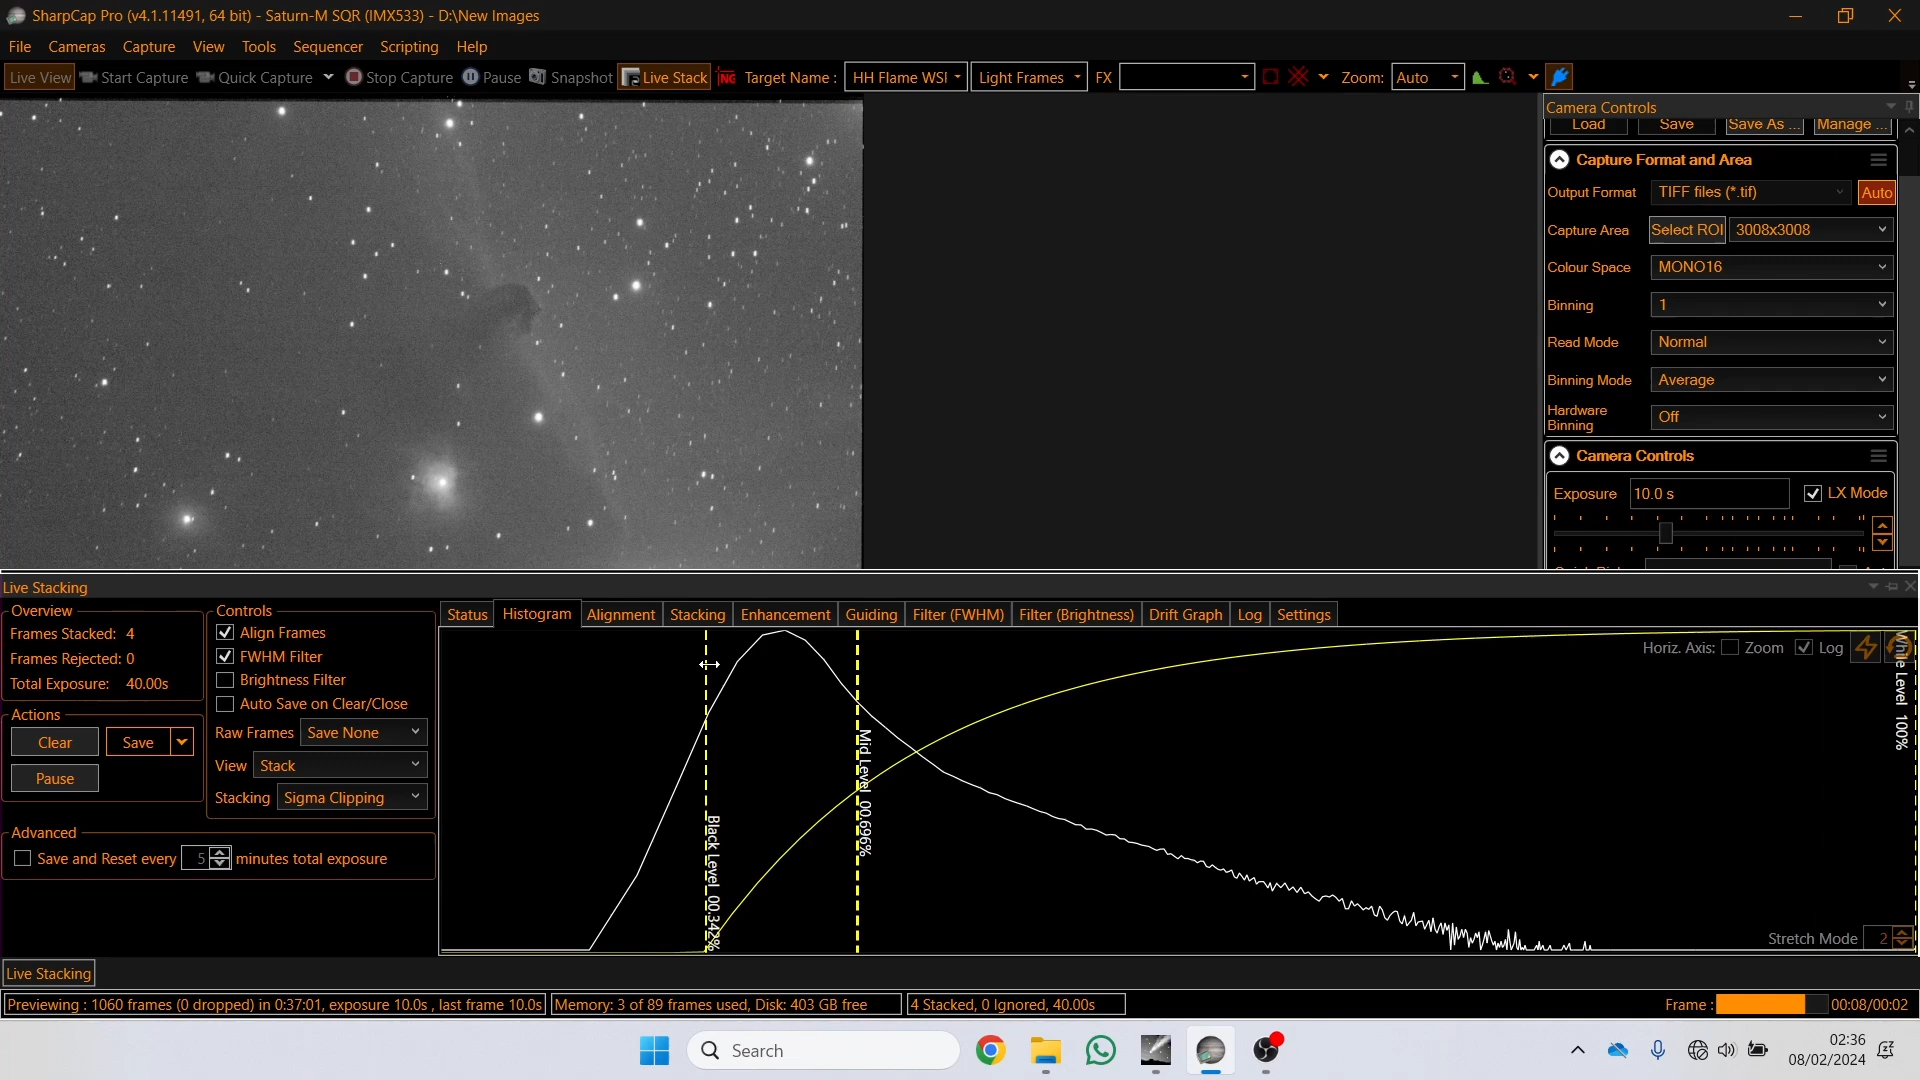 SharpCap Pro (v4.1.11491, 64 bit) - Saturn-M SQR (IMX533) - D:\New Images
File Cameras Capture View Tools Sequencer Scripting Help
Live View Start Capture Quick Capture Stop Capture Pause Snapshot Live Stack NG Target Name : HH Flame WSI Light Frames FX Zoom: Auto
Camera Controls
Load Save Save As ... Manage ...
Capture Format and Area
Output Format TIFF files (*.tif) Auto
Capture Area Select ROI 3008x3008
Colour Space MONO16
Binning 1
Read Mode Normal
Binning Mode Average
Hardware
Binning
Off
Camera Controls
Exposure 10.0 s LX Mode
Live Stacking
Overview
Frames Stacked: 4
Frames Rejected: 0
Total Exposure: 40.00s
Actions
Clear Save
Pause
Controls
Align Frames
FWHM Filter
Brightness Filter
Auto Save on Clear/Close
Raw Frames Save None
View Stack
Stacking Sigma Clipping
Advanced
Save and Reset every 5 minutes total exposure
Status Histogram Alignment Stacking Enhancement Guiding Filter (FWHM) Filter (Brightness) Drift Graph Log Settings
Horiz. Axis: Zoom Log
Black Level 00.342%
Mid Level 00.696%
White Level 100%
Stretch Mode 2
Live Stacking
Previewing : 1060 frames (0 dropped) in 0:37:01, exposure 10.0s , last frame 10.0s Memory: 3 of 89 frames used, Disk: 403 GB free 4 Stacked, 0 Ignored, 40.00s Frame : 00:08/00:02
Search
02:36
08/02/2024